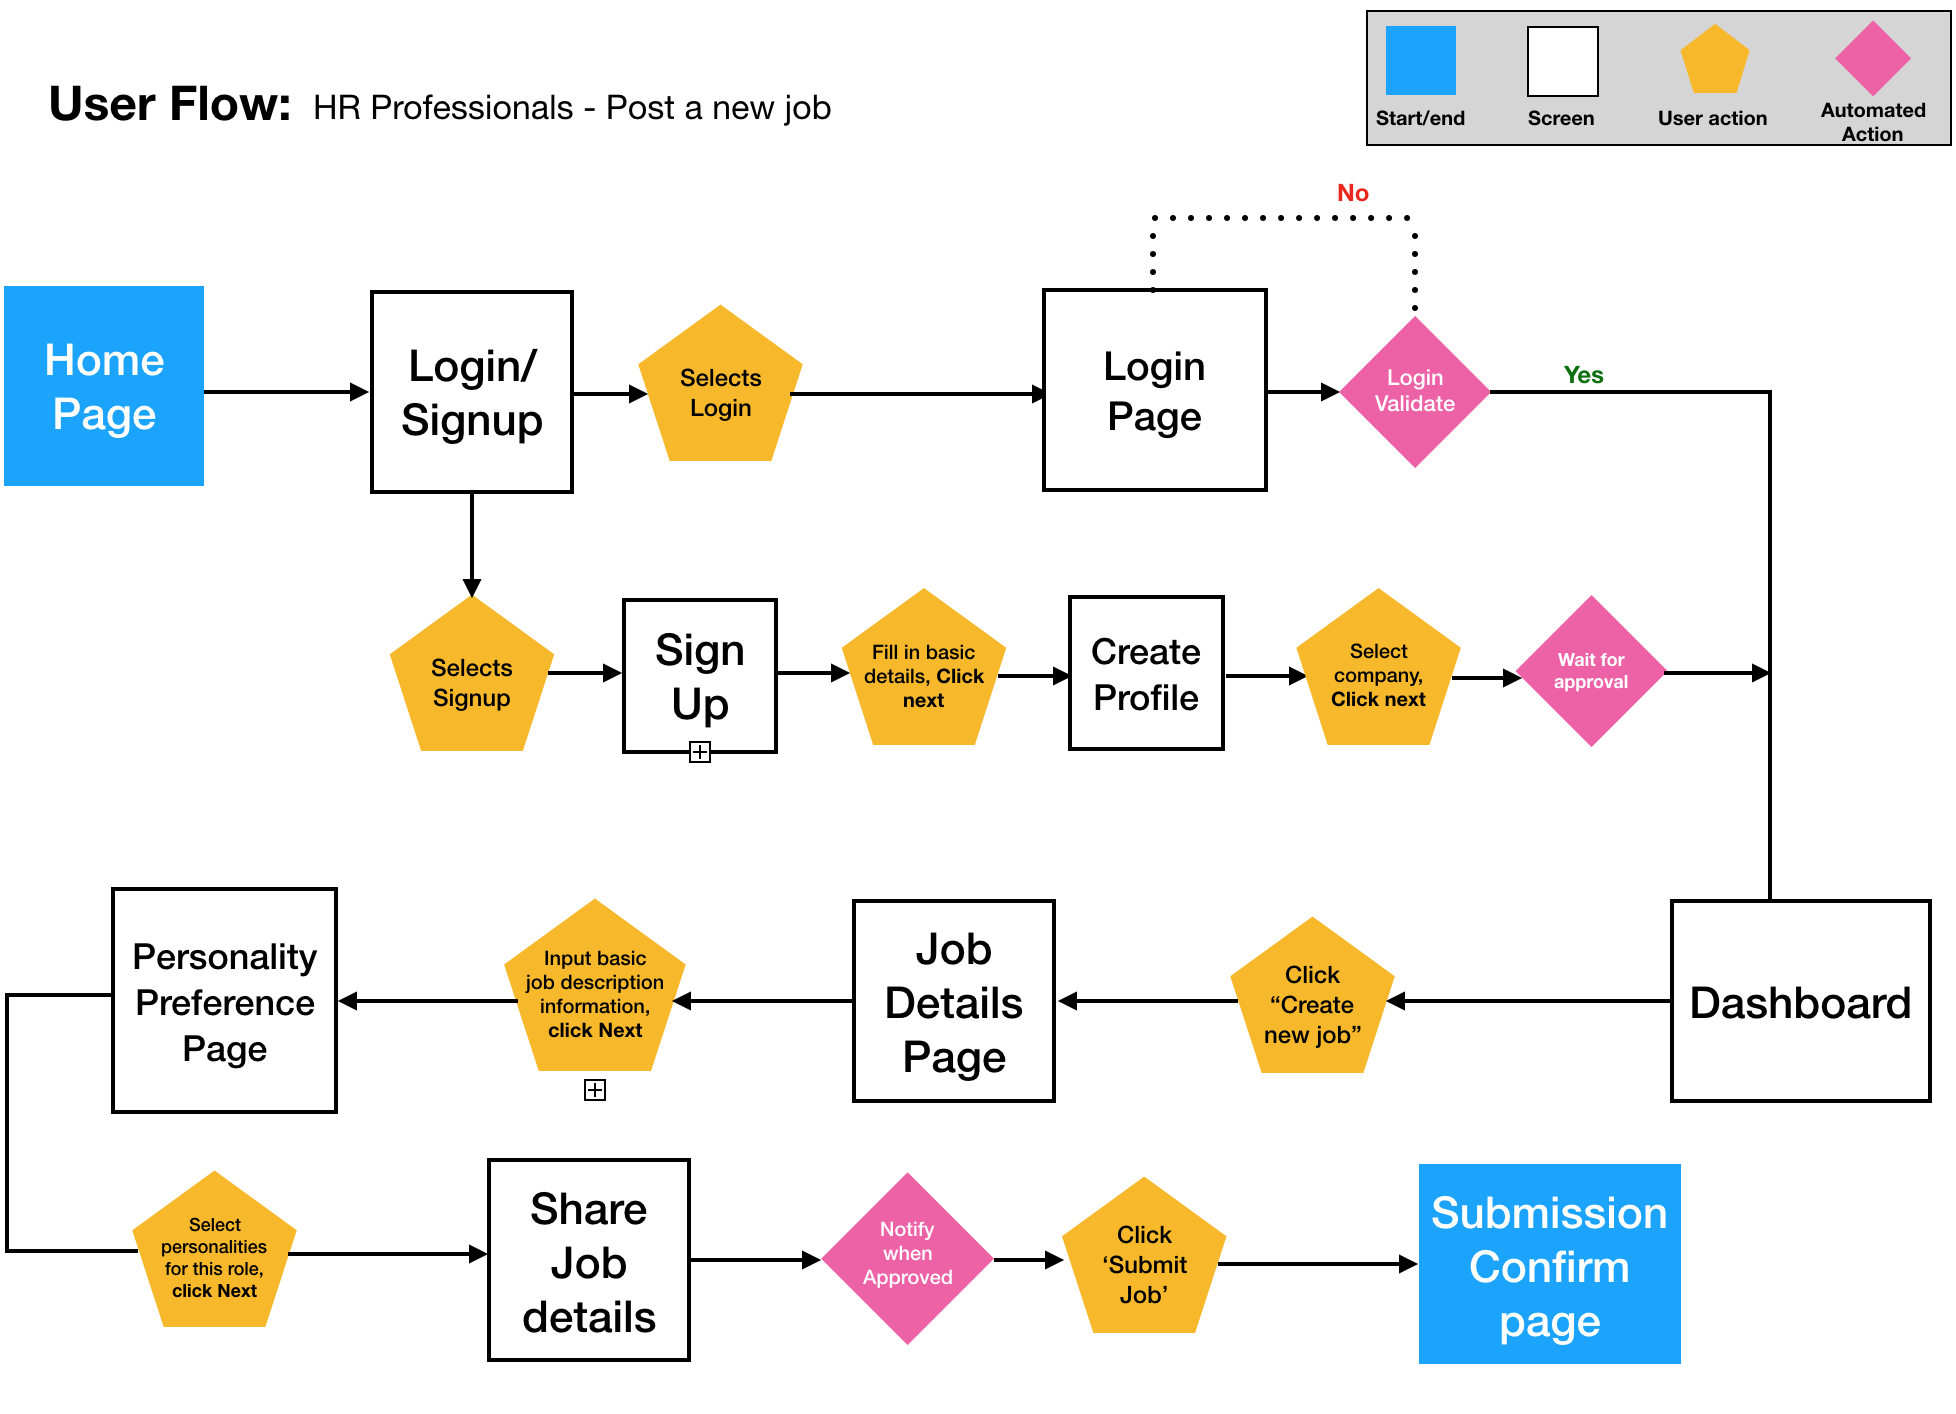 User Flow: HR Professionals - Post a new job
Start/end
Screen
User action
Automated
Action
No
Home
Page
Login/
Signup
Selects
Login
Login
Page
Login
Validate
Yes
Selects
Signup
Sign
Up
Fill in basic
details, Click
next
Create
Profile
Select
company,
Click next
Wait for
approval
Personality
Preference
Page
Input basic
job description
information,
click Next
Job
Details
Page
Click
“Create
new job”
Dashboard
Select
personalities
for this role,
click Next
Share
Job
details
Notify
when
Approved
Click
‘Submit
Job’
Submission
Confirm
page